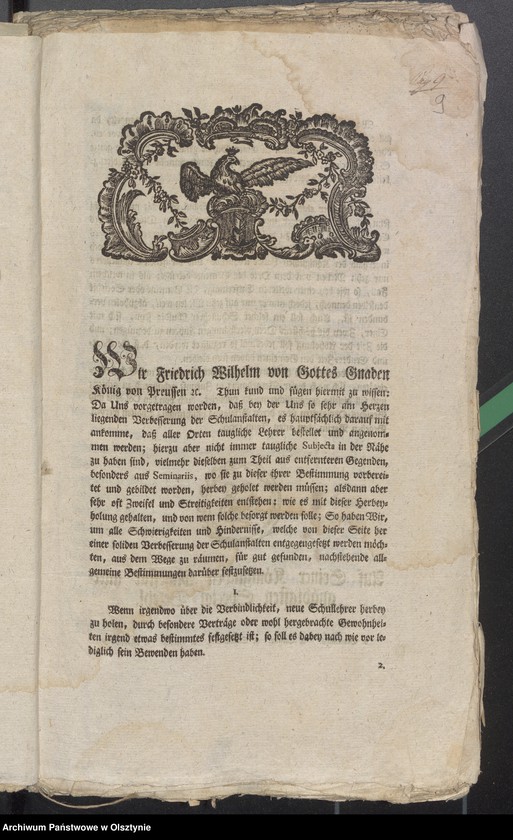 9
Wir Friedrich Wilhelm von Gottes Gnaden
König von Preussen ꝛc. Thun kund und fügen hiermit zu wissen:
Da Uns vorgetragen worden, daß bey der Uns so sehr am Herzen
liegenden Verbesserung der Schulanstalten, es hauptsächlich darauf mit
ankomme, daß aller Orten taugliche Lehrer bestellet und angenom-
men werden; hierzu aber nicht immer taugliche Subjecta in der Nähe
zu haben sind, vielmehr dieselben zum Theil aus entfernteren Gegenden,
besonders aus Seminariis, wo sie zu dieser ihrer Bestimmung vorberei-
tet und gebildet worden, herbey geholet werden müssen; alsdann aber
sehr oft Zweifel und Streitigkeiten entstehen: wie es mit dieser Herbey-
holung gehalten, und von wem solche besorgt werden solle; So haben Wir,
um alle Schwierigkeiten und Hindernisse, welche von dieser Seite her
einer soliden Verbesserung der Schulanstalten entgegengesetzt werden möch-
ten, aus dem Wege zu räumen, für gut gefunden, nachstehende all-
gemeine Bestimmungen darüber festzusetzen.
1.
Wenn irgendwo über die Verbindlichkeit, neue Schullehrer herbey
zu holen, durch besondere Verträge oder wohl hergebrachte Gewohnhei-
ten irgend etwas bestimmtes festgesetzt ist; so soll es dabey nach wie vor le-
diglich sein Bewenden haben.
2.
Archiwum Państwowe w Olsztynie